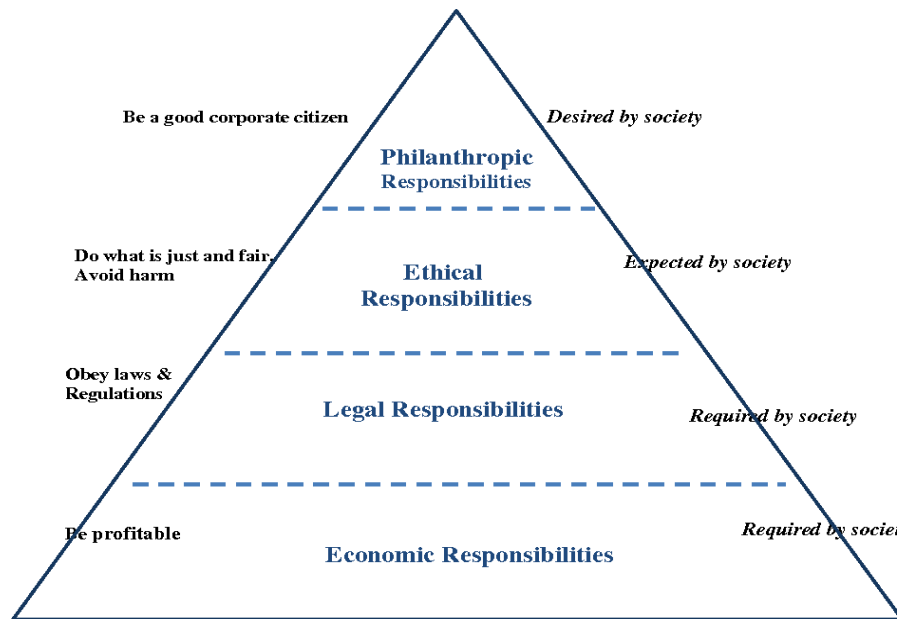 Be a good corporate citizen
Desired by society
Philanthropic
Responsibilities
Do what is just and fair,
Avoid harm
Expected by society
Ethical
Responsibilities
Obey laws &
Regulations
Legal Responsibilities
Required by society
Be profitable
Required by societ
Economic Responsibilities